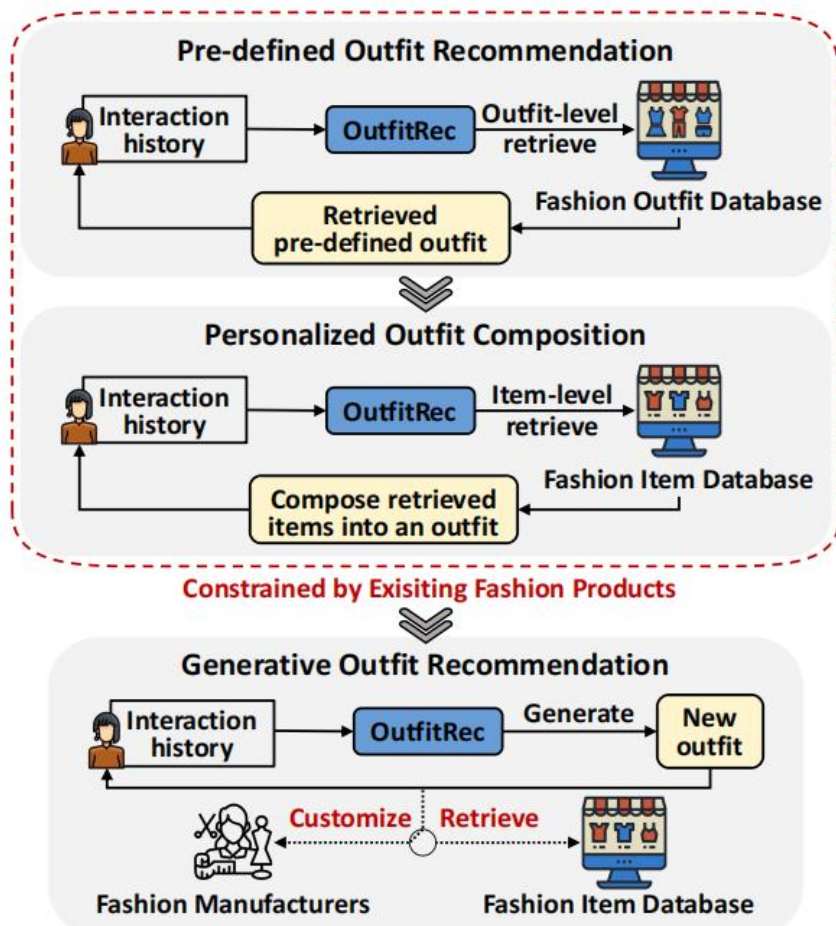 Pre-defined Outfit Recommendation
Interaction
history
OutfitRec
Outfit-level
retrieve
Fashion Outfit Database
Retrieved
pre-defined outfit
Personalized Outfit Composition
Interaction
history
OutfitRec
Item-level
retrieve
Fashion Item Database
Compose retrieved
items into an outfit
Constrained by Exisiting Fashion Products
Generative Outfit Recommendation
Interaction
history
OutfitRec
Generate
New
outfit
Customize
Retrieve
Fashion Manufacturers
Fashion Item Database